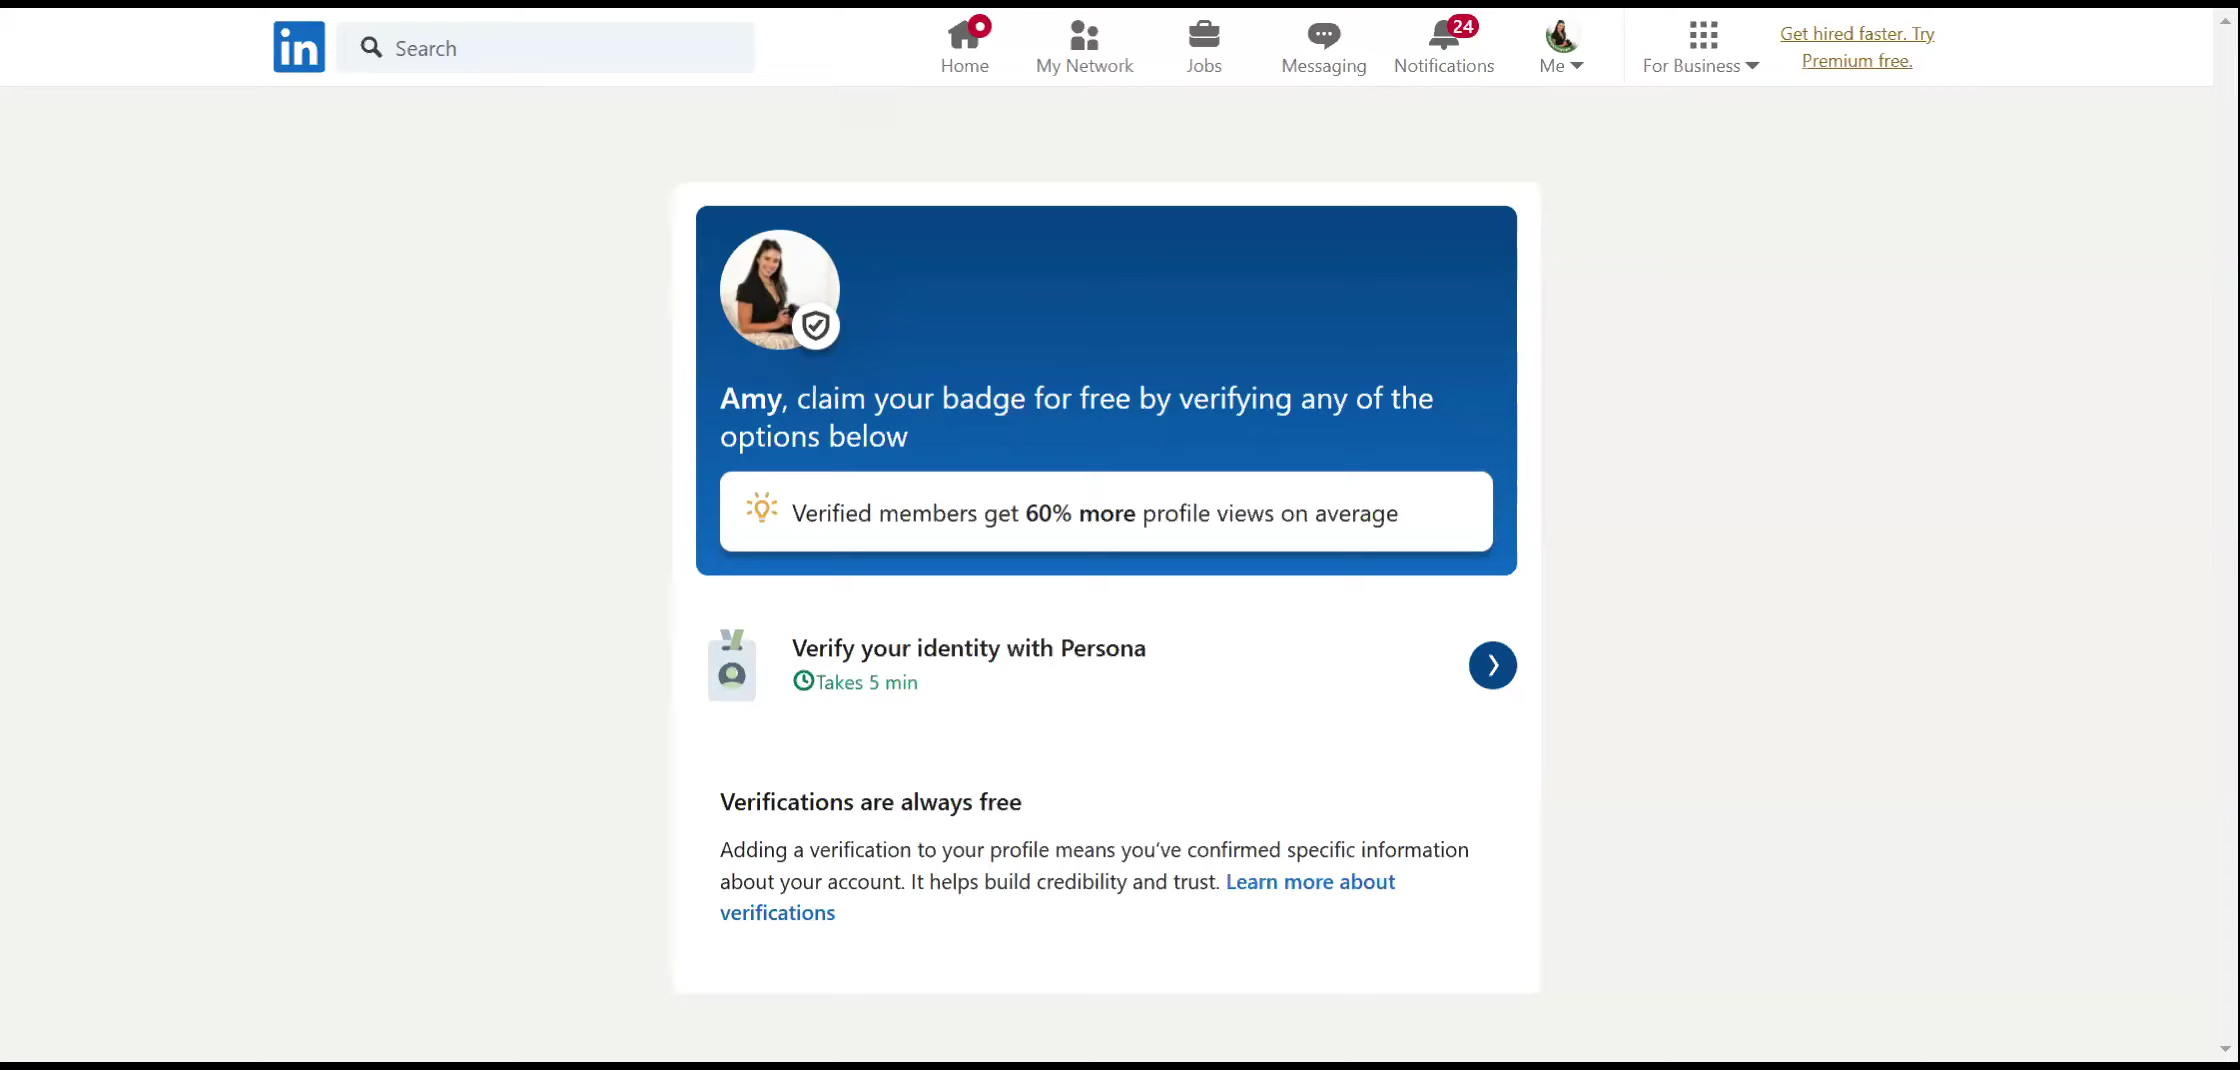 in
Search
Home
My Network
Jobs
Messaging
24
Notifications
Me
For Business
Get hired faster. Try
Premium free.
Amy, claim your badge for free by verifying any of the
options below
Verified members get 60% more profile views on average
Verify your identity with Persona
Takes 5 min
Verifications are always free
Adding a verification to your profile means you've confirmed specific information
about your account. It helps build credibility and trust. Learn more about
verifications